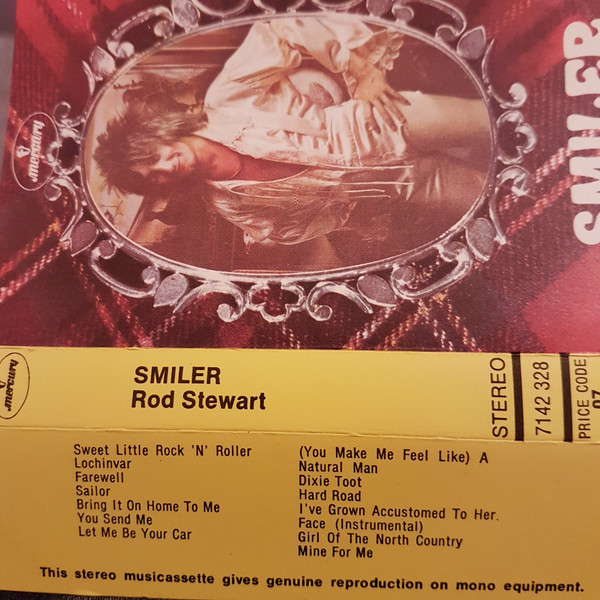 mercury
SMILER
mercury
SMILER
Rod Stewart
STEREO
7142 328
PRICE CODE
07
Sweet Little Rock 'N' Roller
Lochinvar
Farewell
Sailor
Bring It On Home To Me
You Send Me
Let Me Be Your Car
(You Make Me Feel Like) A
Natural Man
Dixie Toot
Hard Road
I've Grown Accustomed To Her.
Face (Instrumental)
Girl Of The North Country
Mine For Me
This stereo musicassette gives genuine reproduction on mono equipment.